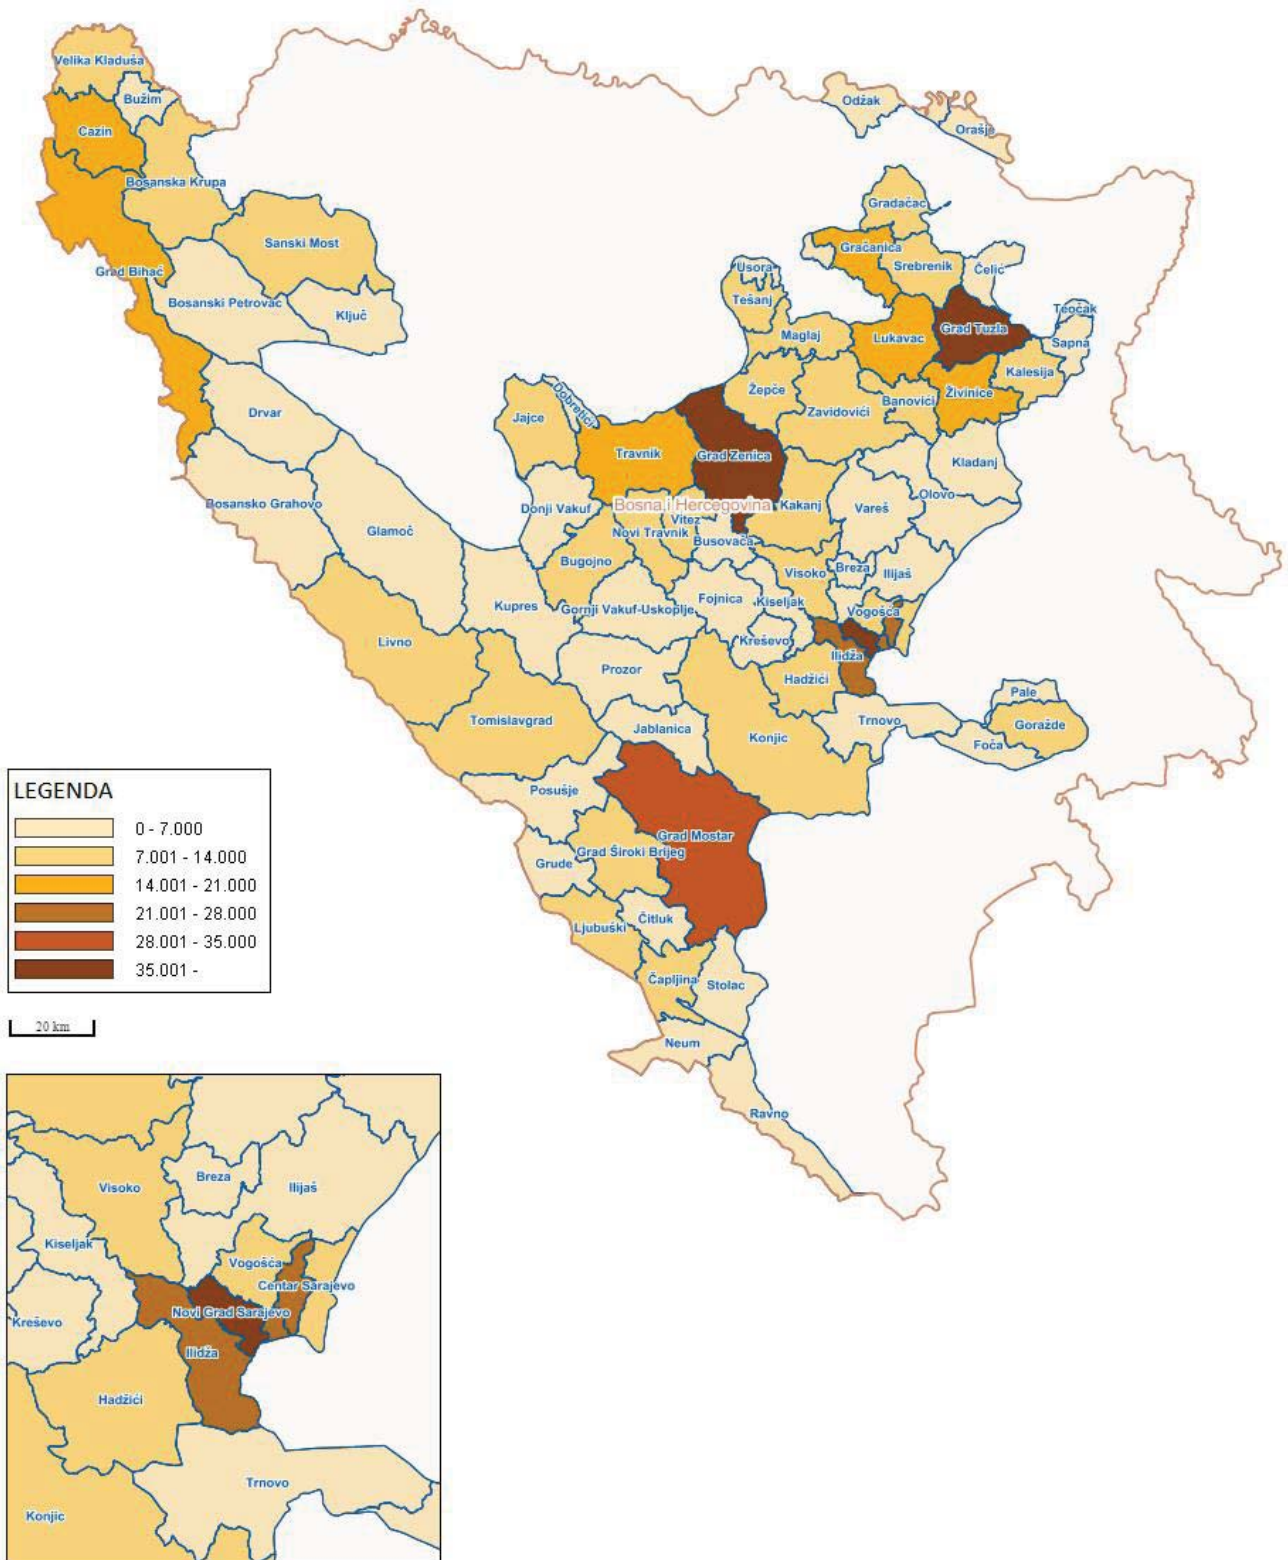 Velika Kladuša
Bužim
Cazin
Bosanska Krupa
Sanski Most
Grad Bihać
Bosanski Petrovac
Ključ
Odžak
Orašje
Gradačac
Gračanica
Srebrenik
Čelić
Usora
Tešanj
Maglaj
Lukavac
Grad Tuzla
Teočak
Sapna
Kalesija
Živinice
Banovići
Žepče
Zavidovići
Drvar
Jajce
Dobretići
Travnik
Grad Zenica
Kladanj
Olovo
Vareš
Kakanj
Bosna i Hercegovina
Bosansko Grahovo
Glamoč
Donji Vakuf
Vitez
Novi Travnik
Busovača
Bugojno
Visoko
Breza
Ilijaš
Kupres
Gornji Vakuf-Uskoplje
Fojnica
Kiseljak
Vogošća
Kreševo
Livno
Ilidža
Prozor
Hadžići
Pale
Goražde
Foča
Trnovo
Tomislavgrad
Jablanica
Konjic
Posušje
Grad Mostar
Grude
Grad Široki Brijeg
Ljubuški
Čitluk
Čapljina
Stolac
Neum
Ravno
LEGENDA
0 - 7.000
7.001 - 14.000
14.001 - 21.000
21.001 - 28.000
28.001 - 35.000
35.001 -
20 km
Visoko
Breza
Ilijaš
Kiseljak
Vogošća
Centar Sarajevo
Novi Grad Sarajevo
Kreševo
Ilidža
Hadžići
Trnovo
Konjic